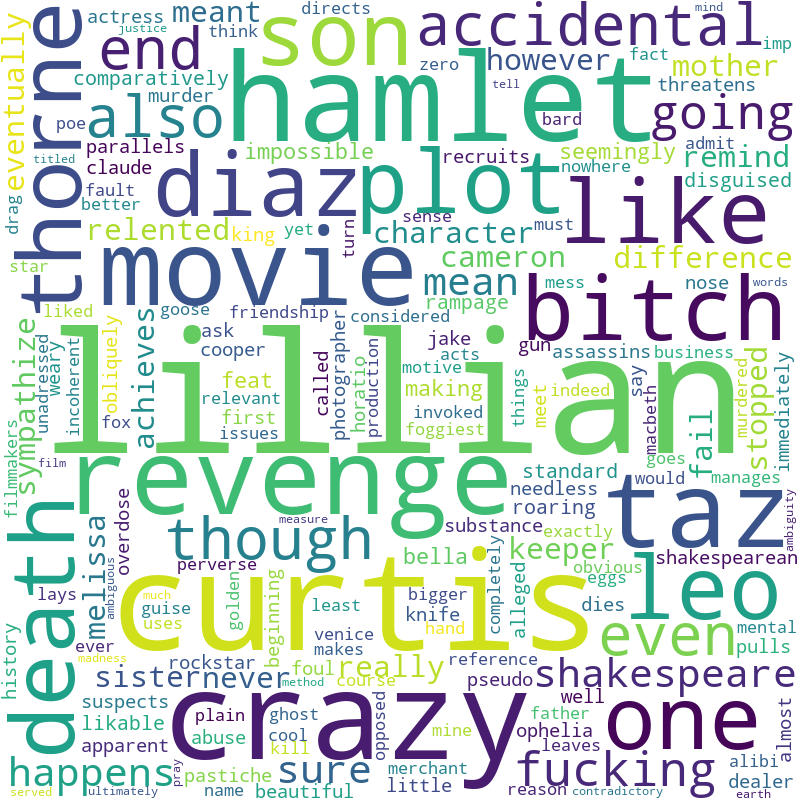 actress meant son accidental mind
justice think directs zero however fact imp
eventually end hamlet mother
comparatively threatens
murder also tell bard going
poe thorne parallels impossible recruits seemingly admit
titled claude diaz plot nowhere remind
drag fault better sense like disguised
relented king yet turn character must
star movie cameron difference
liked goose friendship considered mean mess nose words
sympathize unadressed weary incoherent obliquely achieves ask rampage gun bitch
cooper photographer production jake acts assassins business
relevant feat called motive making things meet indeed say murdered stopped immediately
filmmakers fox first horatio invoked macbeth fail
issues lillian foggiest
film revenge standard goes would manages
needless roaring taz ambiguity
death melissa overdose though measure substance exactly
perverse bella keeper shakespearean
ambiguous much curtis completely alleged obvious eggs leo
lays guise golden beginning least bigger dies mental
ever madness uses venice knife hand even pulls
history rockstar foul makes reference
sister never really pseudo shakespeare
suspects method course father well
likable plain ghost crazy opposed ophelia one almost
apparent abuse cool mine leaves
kill fucking alibi
happens pastiche sure merchant reason dealer
name beautiful little
served ultimately pray contradictory earth